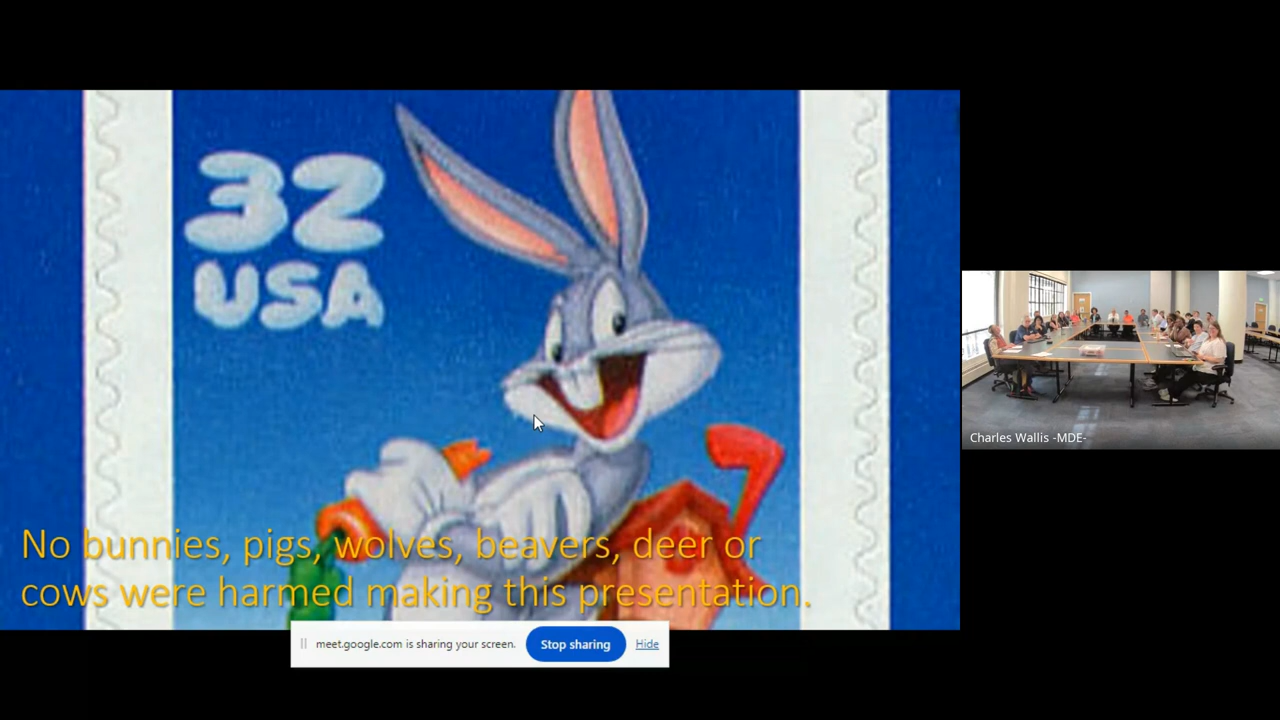 32
USA
No bunnies, pigs, wolves, beavers, deer or
cows were harmed making this presentation.
meet.google.com is sharing your screen.
Stop sharing
Hide
Charles Wallis -MDE-